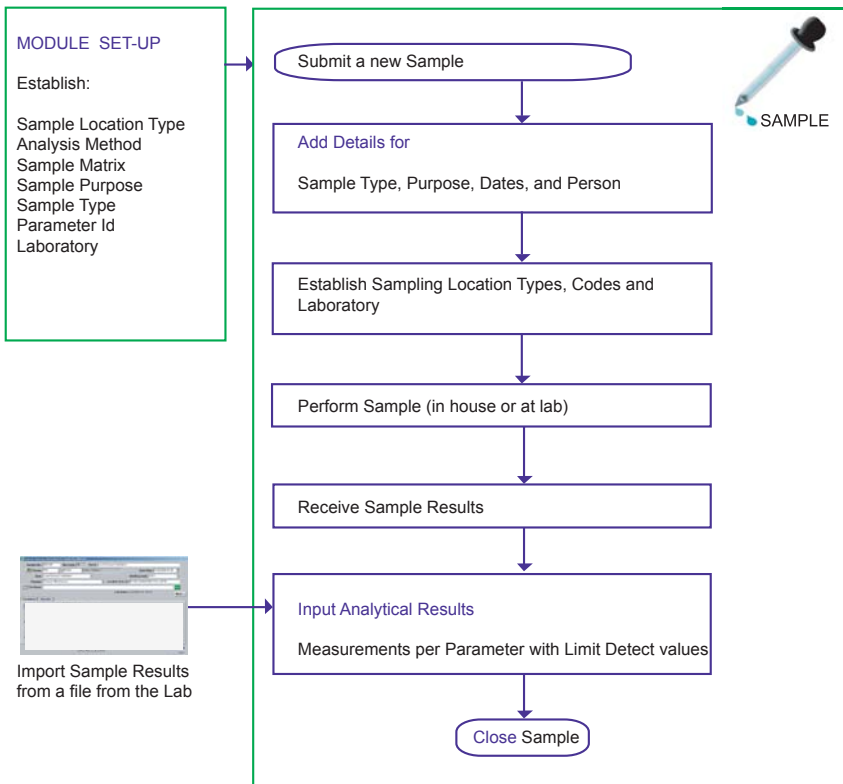 MODULE SET-UP
Establish:
Sample Location Type
Analysis Method
Sample Matrix
Sample Purpose
Sample Type
Parameter Id
Laboratory
Submit a new Sample
SAMPLE
Add Details for
Sample Type, Purpose, Dates, and Person
Establish Sampling Location Types, Codes and
Laboratory
Perform Sample (in house or at lab)
Receive Sample Results
Input Analytical Results
Measurements per Parameter with Limit Detect values
Import Sample Results
from a file from the Lab
Close Sample